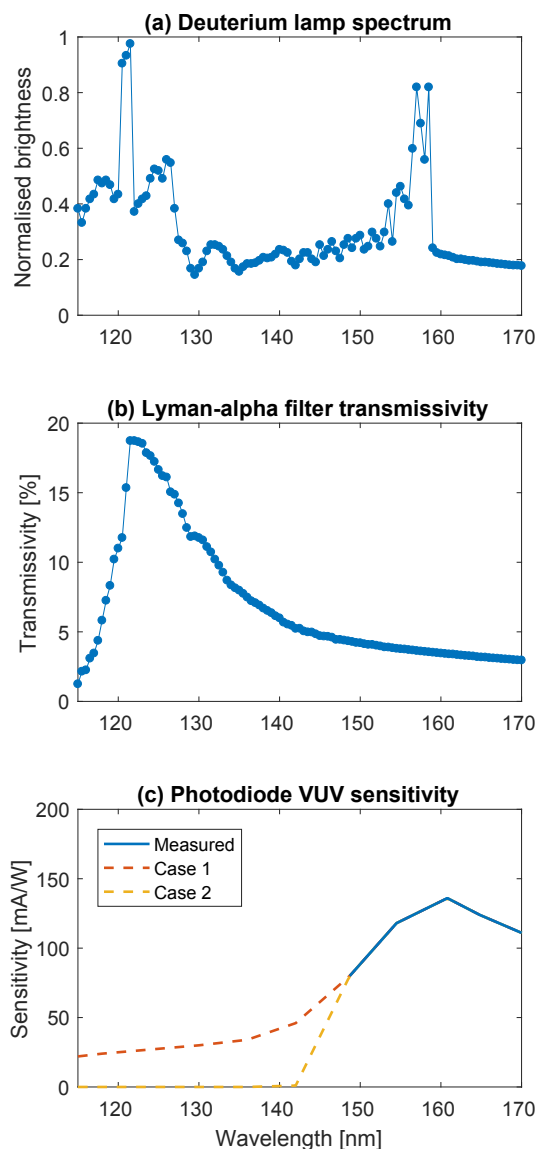 (a) Deuterium lamp spectrum
Normalised brightness
1
0.8
0.6
0.4
0.2
0
120 130 140 150 160 170
(b) Lyman-alpha filter transmissivity
Transmissivity [%]
20
15
10
5
0
120 130 140 150 160 170
(c) Photodiode VUV sensitivity
Sensitivity [mA/W]
200
150
100
50
0
Measured
Case 1
Case 2
120 130 140 150 160 170
Wavelength [nm]